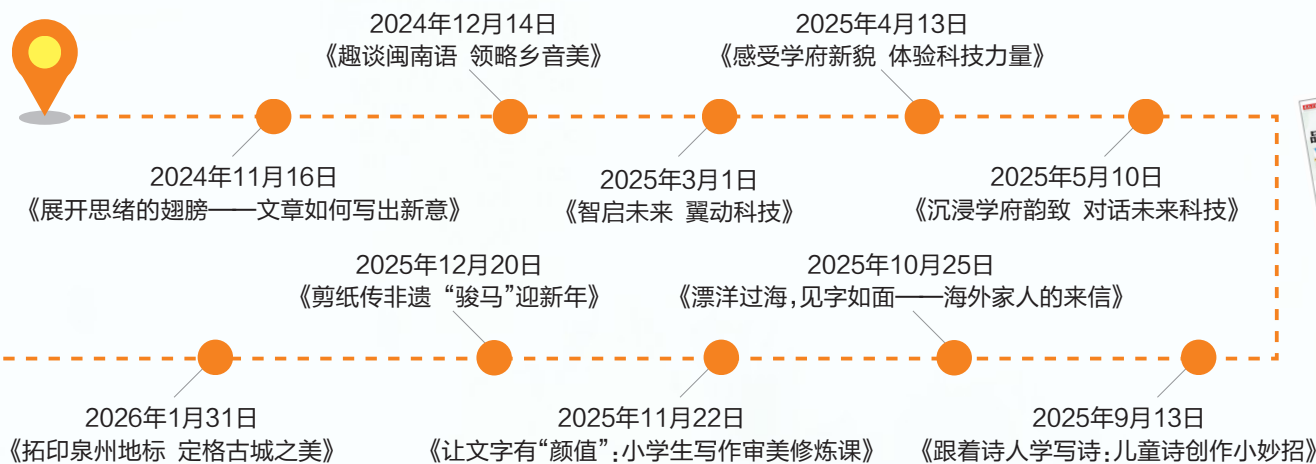 2024年12月14日
《趣谈闽南语 领略乡音美》
2025年4月13日
《感受学府新貌 体验科技力量》
2024年11月16日
《展开思绪的翅膀——文章如何写出新意》
2025年3月1日
《智启未来 翼动科技》
2025年5月10日
《沉浸学府韵致 对话未来科技》
2025年12月20日
《剪纸传非遗 “骏马”迎新年》
2025年10月25日
《漂洋过海，见字如面——海外家人的来信》
2026年1月31日
《拓印泉州地标 定格古城之美》
2025年11月22日
《让文字有“颜值”：小学生写作审美修炼课》
2025年9月13日
《跟着诗人学写诗：儿童诗创作小妙招》